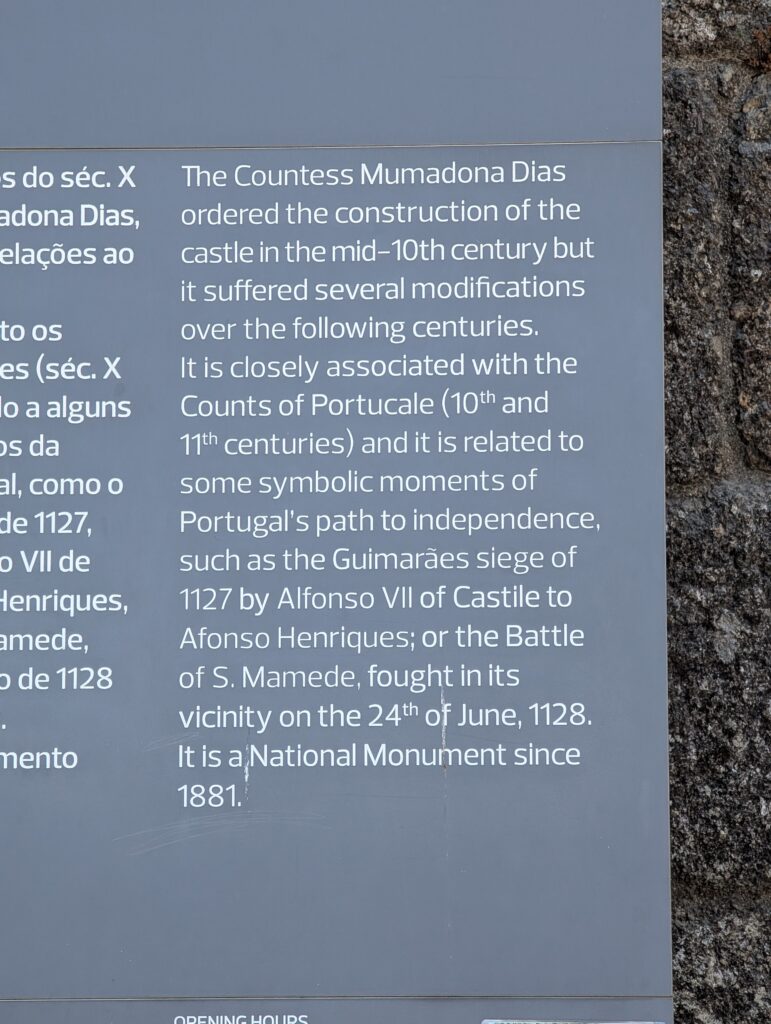 s do séc. X
adona Dias,
elações ao
to os
es (séc. X
o a alguns
os da
al, como o
de 1127,
o VII de
Henriques,
amede,
o de 1128
.
mento
The Countess Mumadona Dias
ordered the construction of the
castle in the mid-10th century but
it suffered several modifications
over the following centuries.
It is closely associated with the
Counts of Portucale (10th and
11th centuries) and it is related to
some symbolic moments of
Portugal's path to independence,
such as the Guimarães siege of
1127 by Alfonso VII of Castile to
Afonso Henriques; or the Battle
of S. Mamede, fought in its
vicinity on the 24th of June, 1128.
It is a National Monument since
1881.
OPENING HOURS